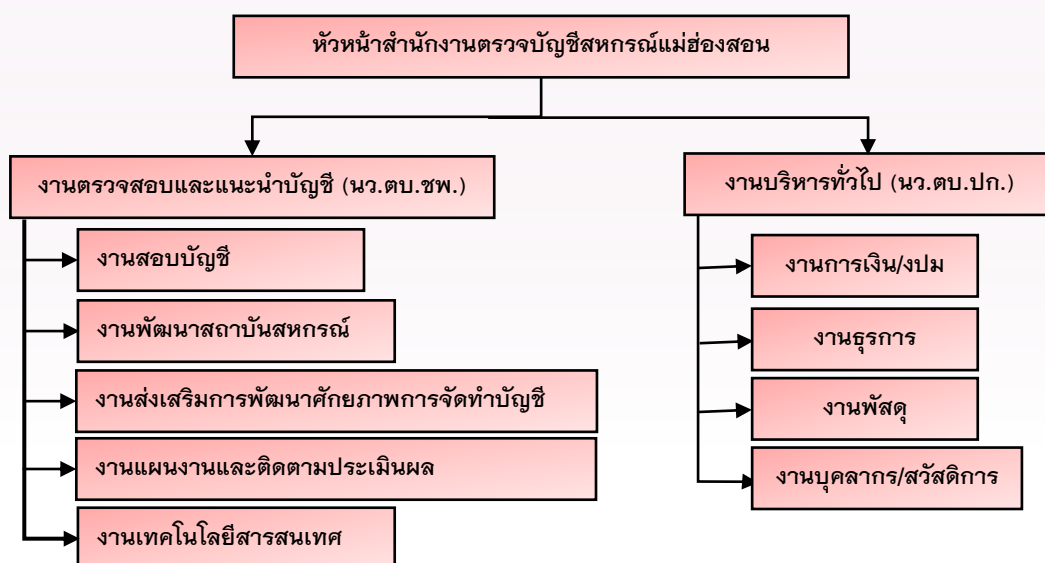 หัวหน้าสำนักงานตรวจบัญชีสหกรณ์แม่ฮ่องสอน
งานตรวจสอบและแนะนำบัญชี (นว.ตบ.ชพ.)
งานสอบบัญชี
งานพัฒนาสถาบันสหกรณ์
งานส่งเสริมการพัฒนาศักยภาพการจัดทำบัญชี
งานแผนงานและติดตามประเมินผล
งานเทคโนโลยีสารสนเทศ
งานบริหารทั่วไป (นว.ตบ.ปก.)
งานการเงิน/งปม
งานธุรการ
งานพัสดุ
งานบุคลากร/สวัสดิการ